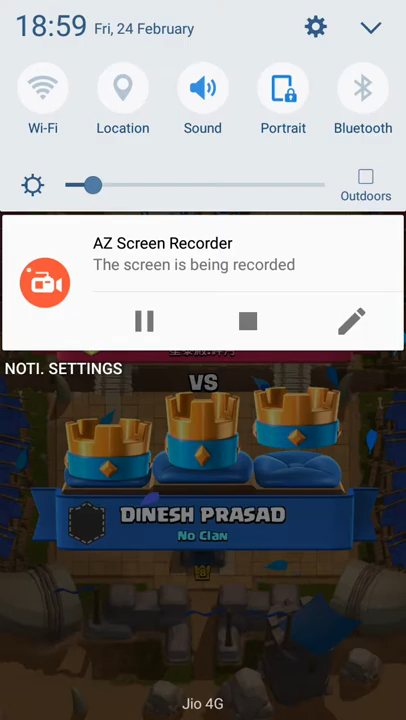 18:59 Fri, 24 February
Wi-Fi Location Sound Portrait Bluetooth
Outdoors
AZ Screen Recorder
The screen is being recorded
NOTI. SETTINGS
VS
DINESH PRASAD
No Clan
Jio 4G